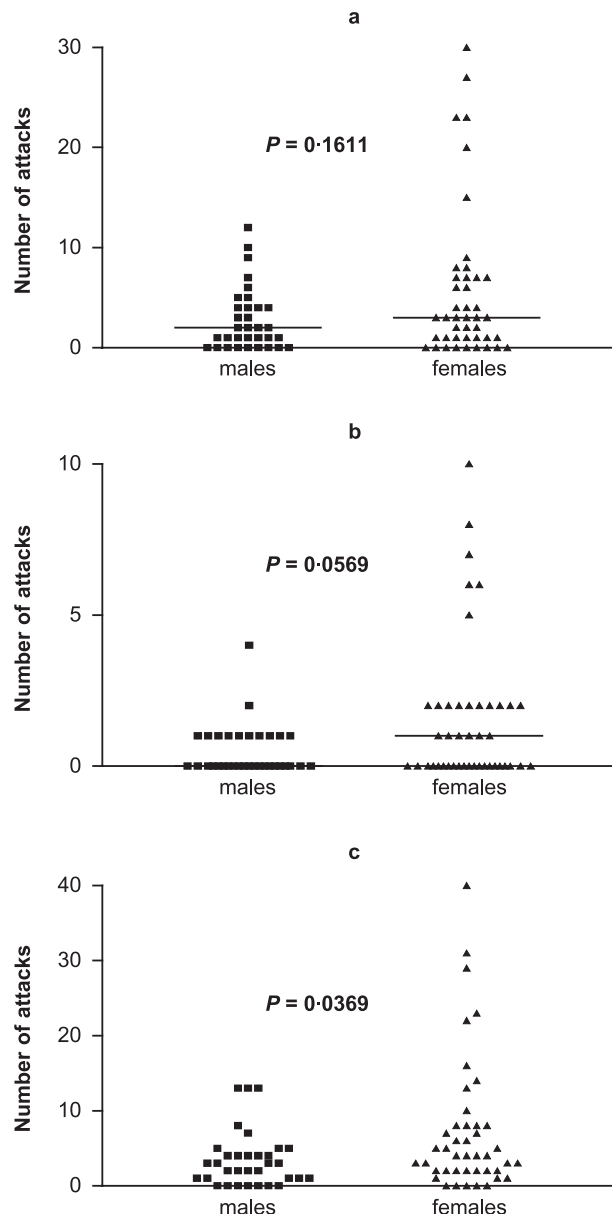 a
30
20
10
0
Number of attacks
P = 0·1611
males
females
b
10
5
0
Number of attacks
P = 0·0569
males
females
c
40
30
20
10
0
Number of attacks
P = 0·0369
males
females